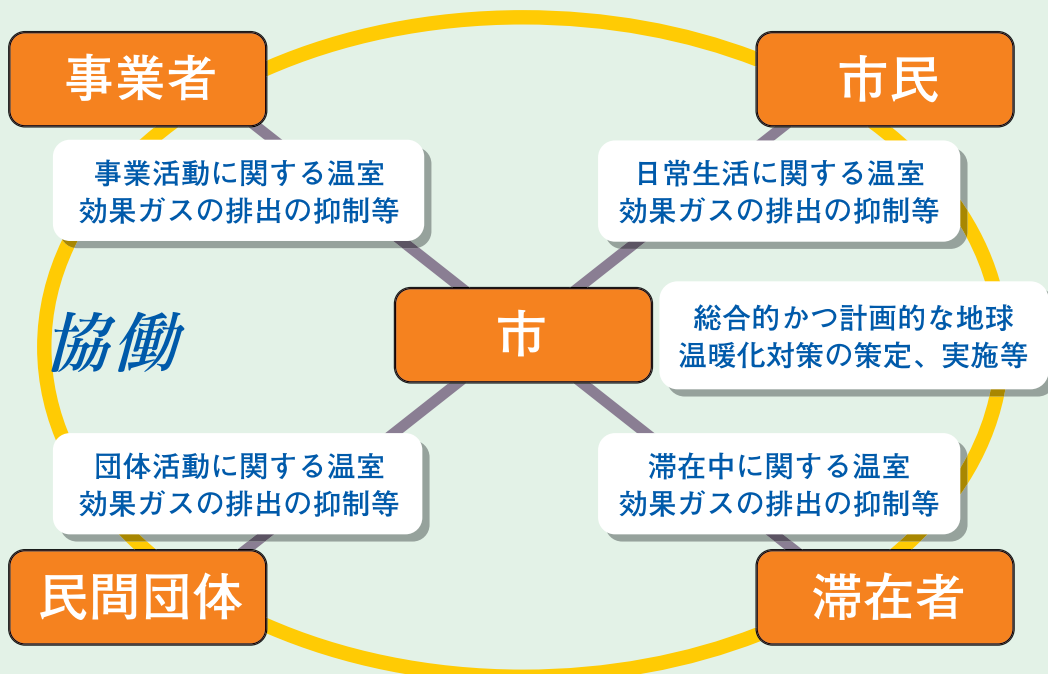 事業者
市民
事業活動に関する温室
効果ガスの排出の抑制等
日常生活に関する温室
効果ガスの排出の抑制等
協働
市
総合的かつ計画的な地球
温暖化対策の策定、実施等
団体活動に関する温室
効果ガスの排出の抑制等
滞在中に関する温室
効果ガスの排出の抑制等
民間団体
滞在者